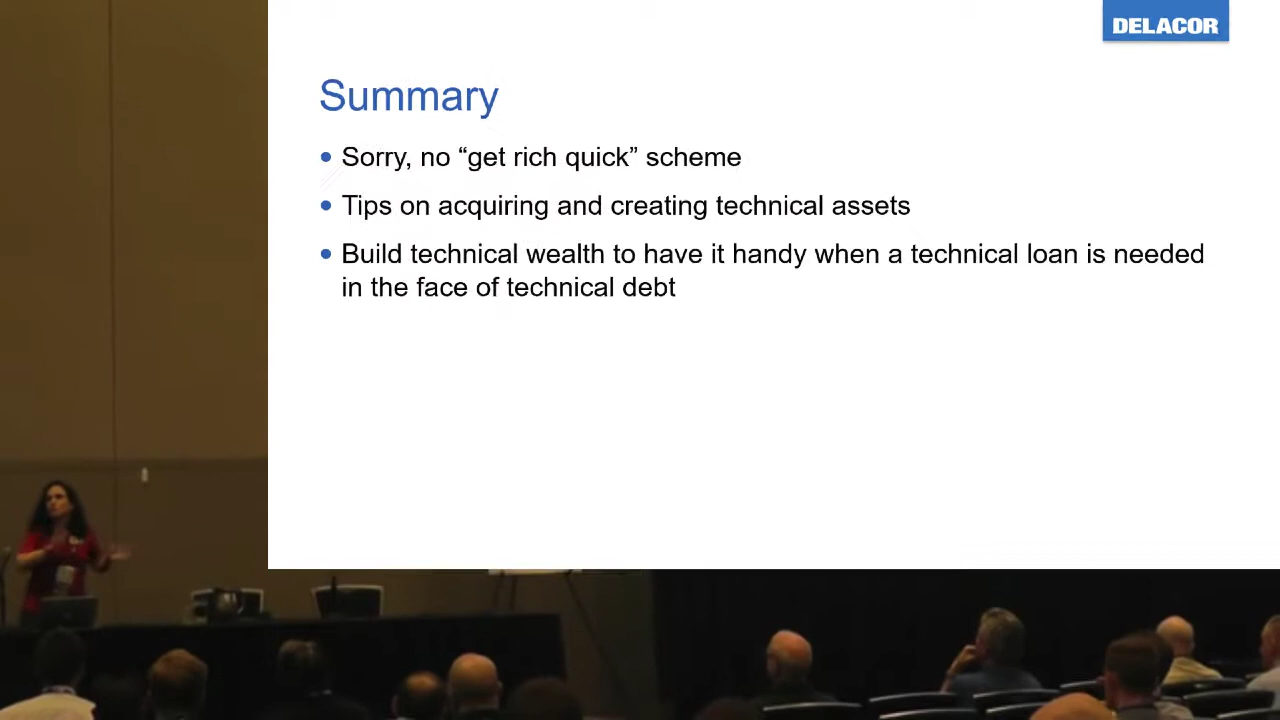 DELACOR
Summary
• Sorry, no “get rich quick” scheme
• Tips on acquiring and creating technical assets
• Build technical wealth to have it handy when a technical loan is needed
in the face of technical debt